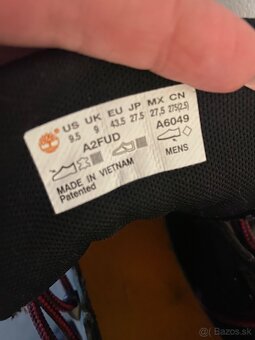 US UK EU JP MX CN
9.5 9 43.5 27.5 27.5 275(2.5)
A2FUD A6049
MADE IN VIETNAM MENS
Patented
© Bazos.sk